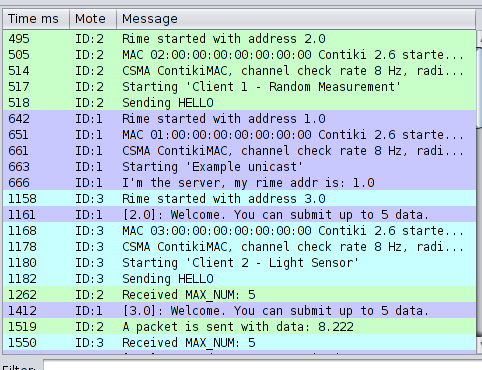 Time ms Mote Message
495 ID:2 Rime started with address 2.0
505 ID:2 MAC 02:00:00:00:00:00:00:00 Contiki 2.6 starte...
514 ID:2 CSMA ContikiMAC, channel check rate 8 Hz, radi...
517 ID:2 Starting 'Client 1 - Random Measurement'
518 ID:2 Sending HELLO
642 ID:1 Rime started with address 1.0
651 ID:1 MAC 01:00:00:00:00:00:00:00 Contiki 2.6 starte...
661 ID:1 CSMA ContikiMAC, channel check rate 8 Hz, radi...
663 ID:1 Starting 'Example unicast'
666 ID:1 I'm the server, my rime addr is: 1.0
1158 ID:3 Rime started with address 3.0
1161 ID:1 [2.0]: Welcome. You can submit up to 5 data.
1168 ID:3 MAC 03:00:00:00:00:00:00:00 Contiki 2.6 starte...
1178 ID:3 CSMA ContikiMAC, channel check rate 8 Hz, radi...
1180 ID:3 Starting 'Client 2 - Light Sensor'
1182 ID:3 Sending HELLO
1262 ID:2 Received MAX_NUM: 5
1412 ID:1 [3.0]: Welcome. You can submit up to 5 data.
1519 ID:2 A packet is sent with data: 8.222
1550 ID:3 Received MAX_NUM: 5
Filter: